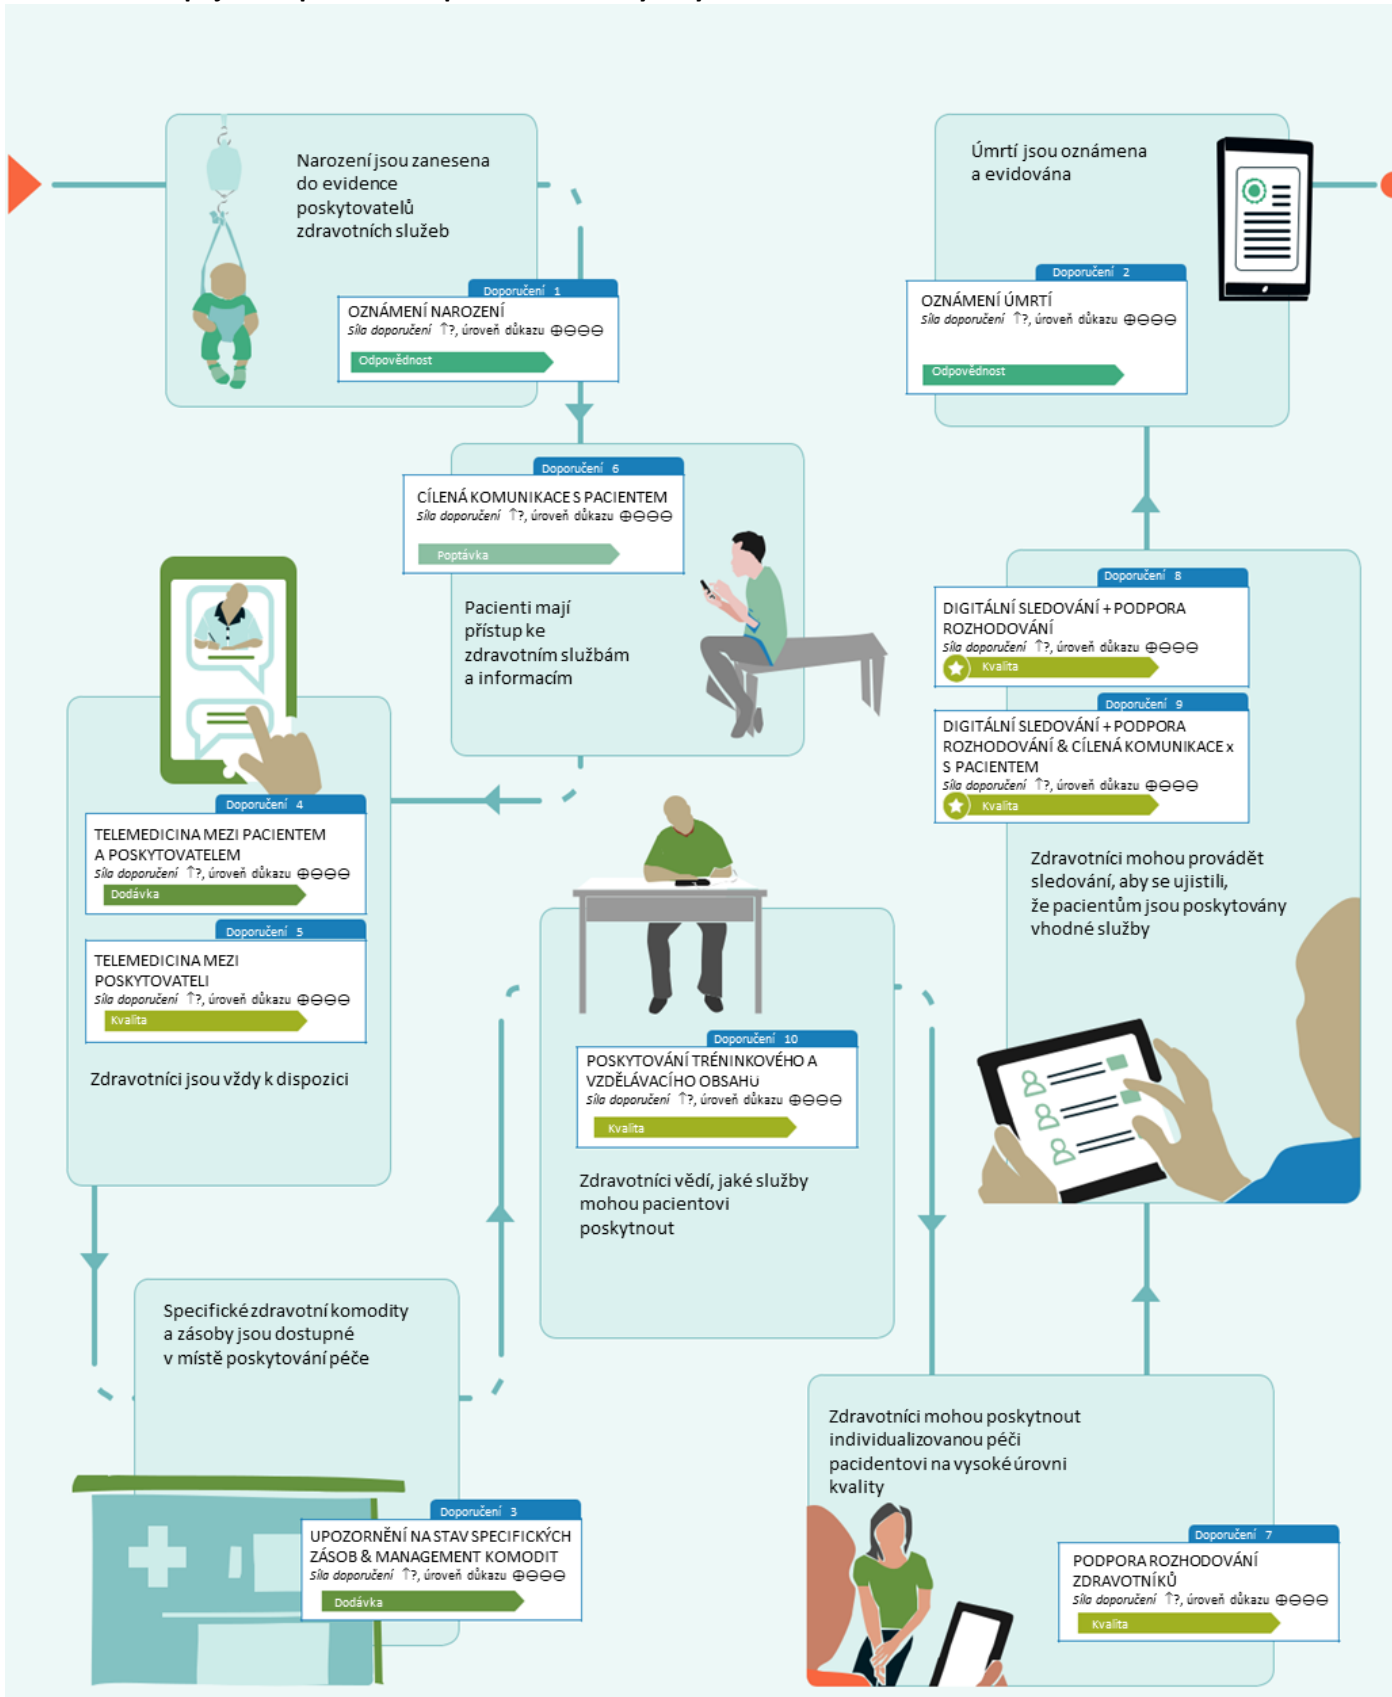 Narození jsou zanesena
do evidence
poskytovatelů
zdravotních služeb
Doporučení 1
OZNÁMENÍ NAROZENÍ
Síla doporučení ↑?, úroveň důkazu ⊕⊖⊖⊖
Odpovědnost
Úmrtí jsou oznámena
a evidována
Doporučení 2
OZNÁMENÍ ÚMRTÍ
Síla doporučení ↑?, úroveň důkazu ⊕⊖⊖⊖
Odpovědnost
Doporučení 6
CÍLENÁ KOMUNIKACE S PACIENTEM
Síla doporučení ↑?, úroveň důkazu ⊕⊖⊖⊖
Poptávka
Pacienti mají
přístup ke
zdravotním službám
a informacím
Doporučení 8
DIGITÁLNÍ SLEDOVÁNÍ + PODPORA
ROZHODOVÁNÍ
Síla doporučení ↑?, úroveň důkazu ⊕⊖⊖⊖
Kvalita
Doporučení 9
DIGITÁLNÍ SLEDOVÁNÍ + PODPORA
ROZHODOVÁNÍ & CÍLENÁ KOMUNIKACE x
S PACIENTEM
Síla doporučení ↑?, úroveň důkazu ⊕⊖⊖⊖
Kvalita
Zdravotníci mohou provádět
sledování, aby se ujistili,
že pacientům jsou poskytovány
vhodné služby
Doporučení 4
TELEMEDICINA MEZI PACIENTEM
A POSKYTOVATELEM
Síla doporučení ↑?, úroveň důkazu ⊕⊖⊖⊖
Dodávka
Doporučení 5
TELEMEDICINA MEZI
POSKYTOVATELI
Síla doporučení ↑?, úroveň důkazu ⊕⊖⊖⊖
Kvalita
Zdravotníci jsou vždy k dispozici
Doporučení 10
POSKYTOVÁNÍ TRÉNINKOVÉHO A
VZDĚLÁVACÍHO OBSAHU
Síla doporučení ↑?, úroveň důkazu ⊕⊖⊖⊖
Kvalita
Zdravotníci vědí, jaké služby
mohou pacientovi
poskytnout
Specifické zdravotní komodity
a zásoby jsou dostupné
v místě poskytování péče
Doporučení 3
UPOZORNĚNÍ NA STAV SPECIFICKÝCH
ZÁSOB & MANAGEMENT KOMODIT
Síla doporučení ↑?, úroveň důkazu ⊕⊖⊖⊖
Dodávka
Zdravotníci mohou poskytnout
individualizovanou péči
pacidentovi na vysoké úrovni
kvality
Doporučení 7
PODPORA ROZHODOVÁNÍ
ZDRAVOTNÍKŮ
Síla doporučení ↑?, úroveň důkazu ⊕⊖⊖⊖
Kvalita